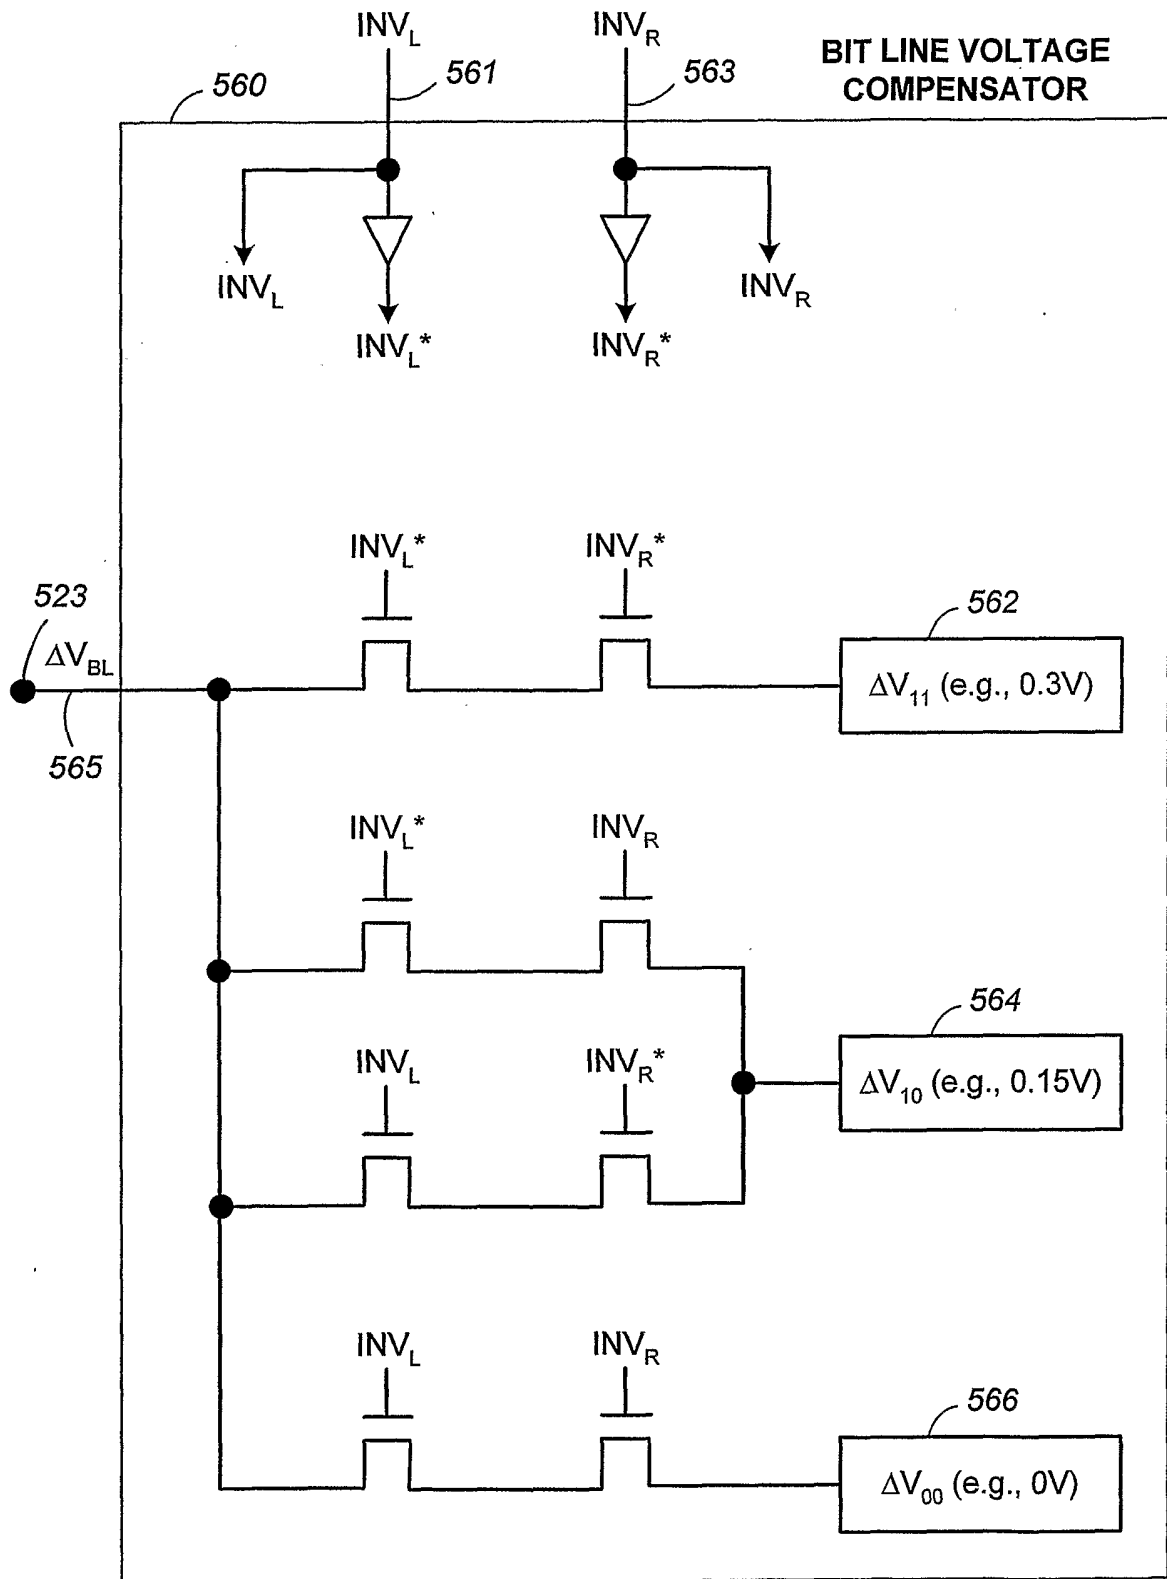 INV_L
INV_R
BIT LINE VOLTAGE
COMPENSATOR
560
561
563
INV_L
INV_L*
INV_R*
INV_R
INV_L*
INV_R*
523
ΔV_BL
565
562
ΔV_11 (e.g., 0.3V)
INV_L*
INV_R
564
ΔV_10 (e.g., 0.15V)
INV_L
INV_R*
INV_L
INV_R
566
ΔV_00 (e.g., 0V)